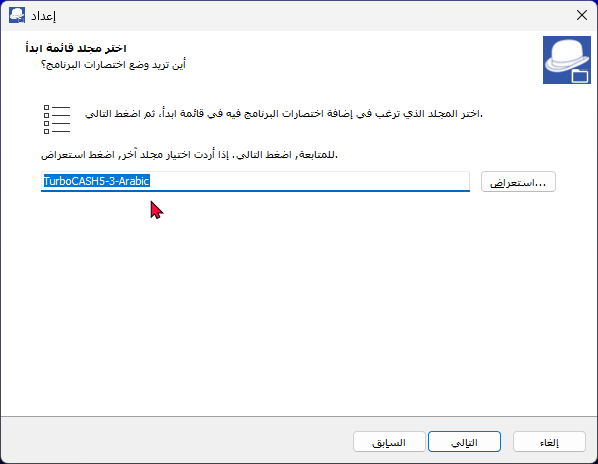 إعداد
اختر مجلد قائمة ابدأ
أين تريد وضع اختصارات البرنامج؟
اختر المجلد الذي ترغب في إضافة اختصارات البرنامج فيه في قائمة ابدأ، ثم اضغط التالي.
للمتابعة, اضغط التالي. إذا أردت اختيار مجلد آخر, اضغط استعراض.
TurboCASH5-3-Arabic
استعراض...
السابق
التالي
إلغاء